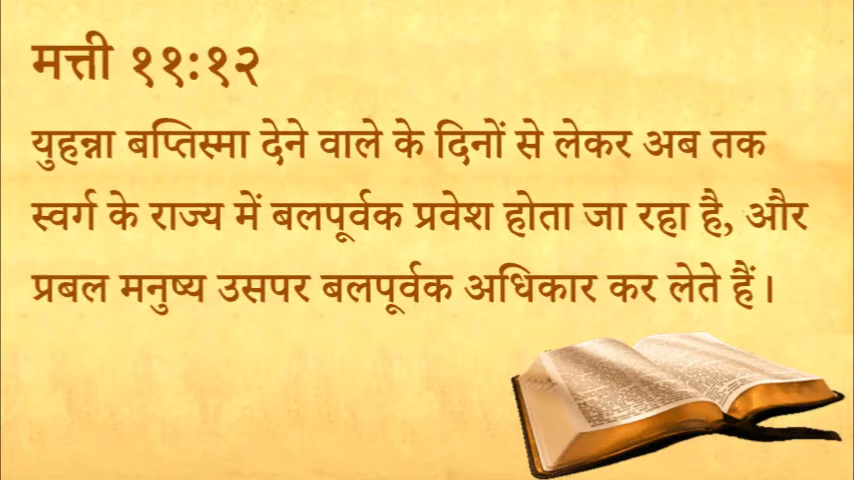 मत्ती ११:१२
युहन्ना बप्तिस्मा देने वाले के दिनों से लेकर अब तक
स्वर्ग के राज्य में बलपूर्वक प्रवेश होता जा रहा है, और
प्रबल मनुष्य उसपर बलपूर्वक अधिकार कर लेते हैं।